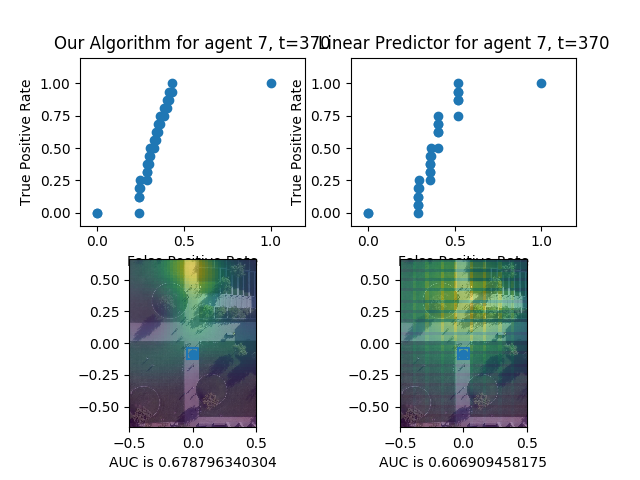 Our Algorithm for agent 7, t=370
Linear Predictor for agent 7, t=370
True Positive Rate
1.00
0.75
0.50
0.25
0.00
0.0 0.5 1.0
False Positive Rate
True Positive Rate
1.00
0.75
0.50
0.25
0.00
0.0 0.5 1.0
False Positive Rate
0.50
0.25
0.00
−0.25
−0.50
−0.5 0.0 0.5
AUC is 0.678796340304
0.50
0.25
0.00
−0.25
−0.50
−0.5 0.0 0.5
AUC is 0.606909458175